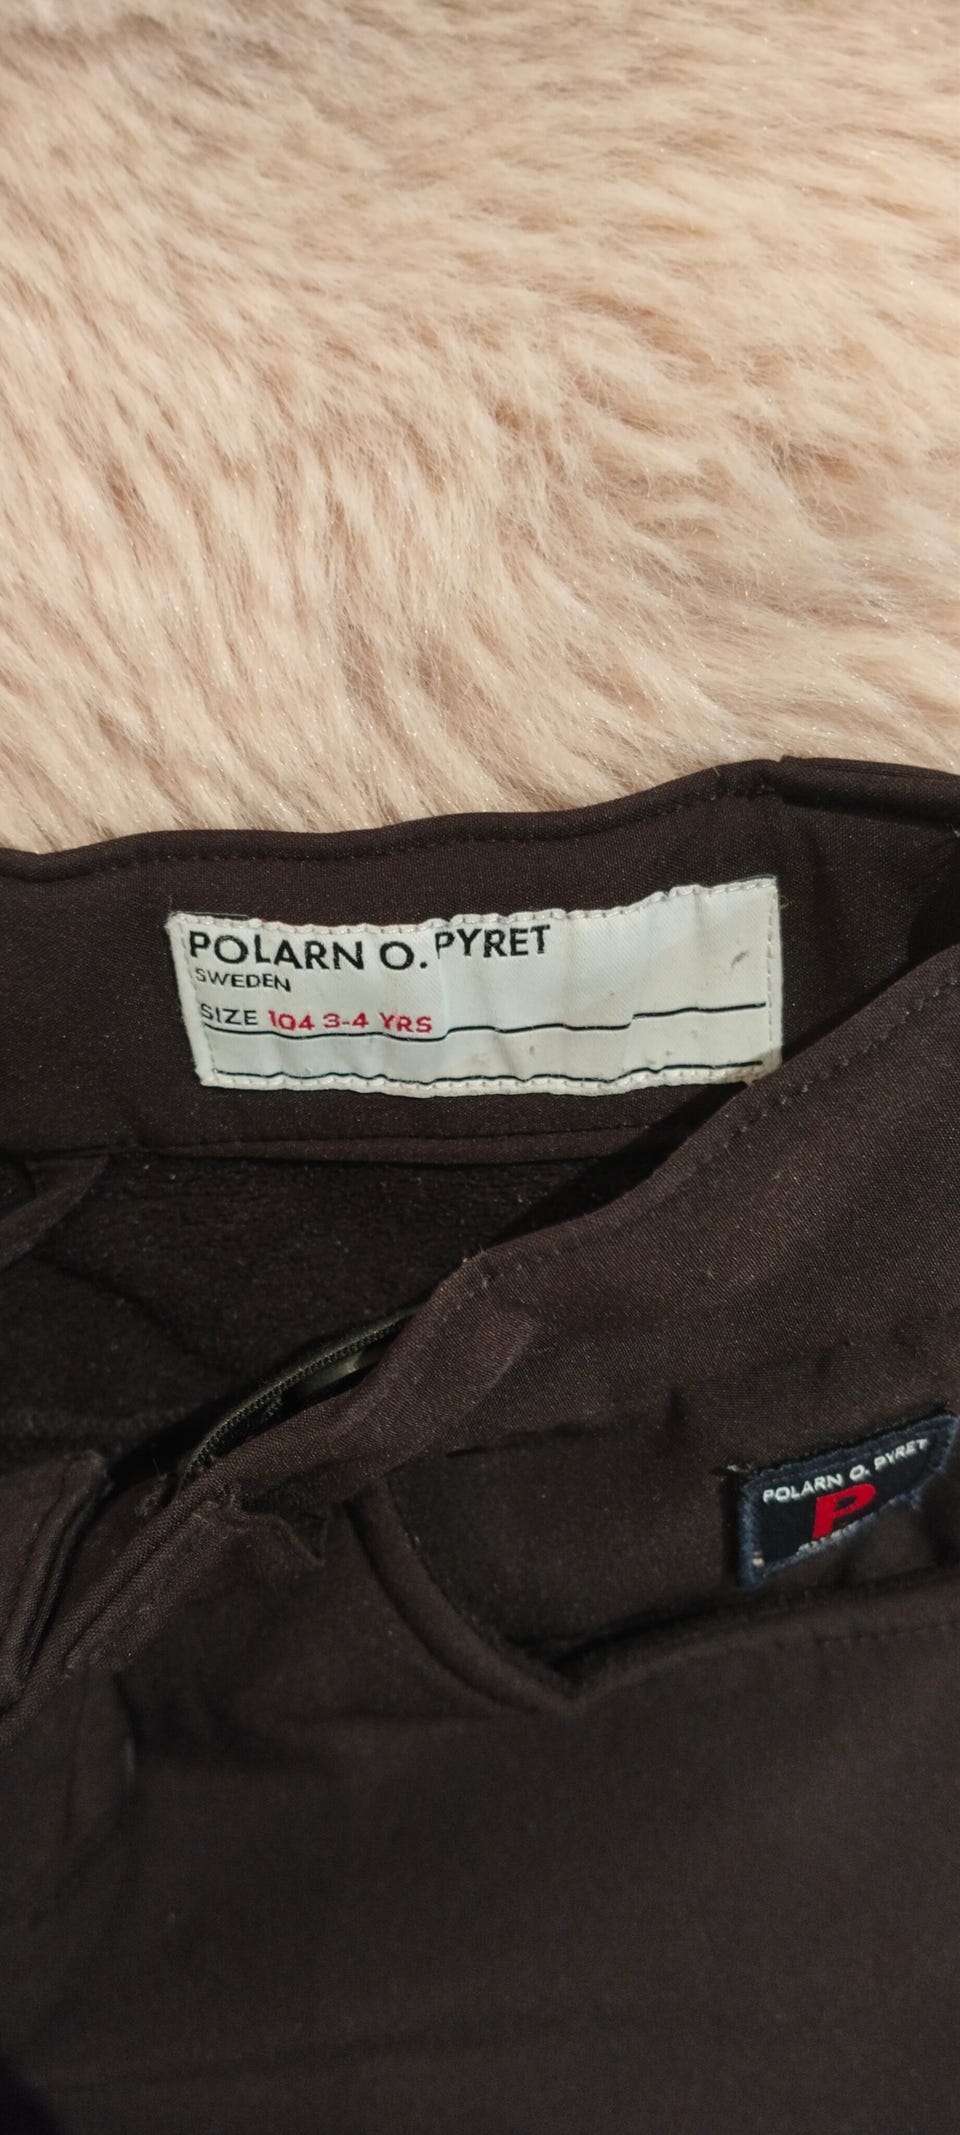 POLARN O. PYRET
SWEDEN
SIZE 104 3-4 YRS
POLARN O. PYRET
P